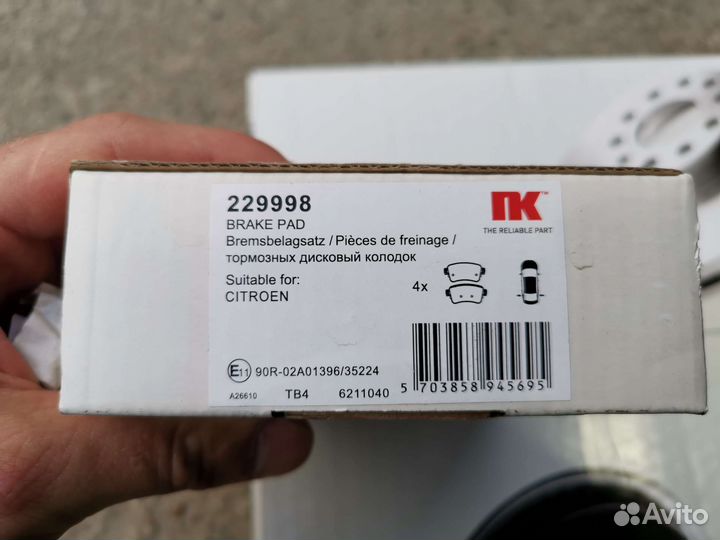 229998
BRAKE PAD
Bremsbelagsatz / Pièces de freinage /
тормозных дисковый колодок
Suitable for:
CITROEN
4x
NK™
THE RELIABLE PART
E11 90R-02A01396/35224
A26610 TB4 6211040
5 703858 945695
Avito